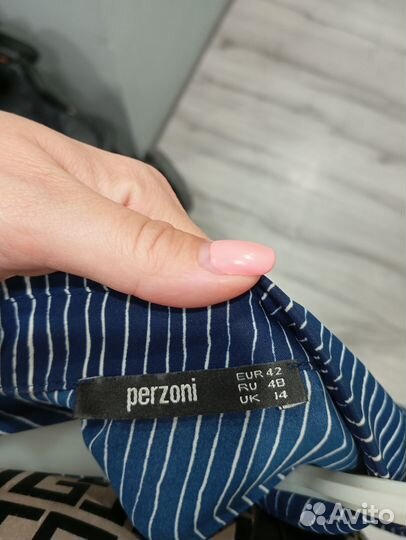 perzoni
EUR 42
RU 48
UK 14
Avito